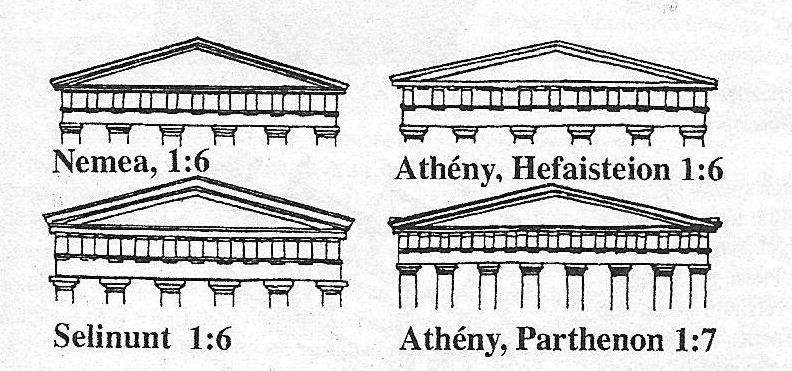 Nemea, 1:6
Athény, Hefaisteion 1:6
Selinunt 1:6
Athény, Parthenon 1:7